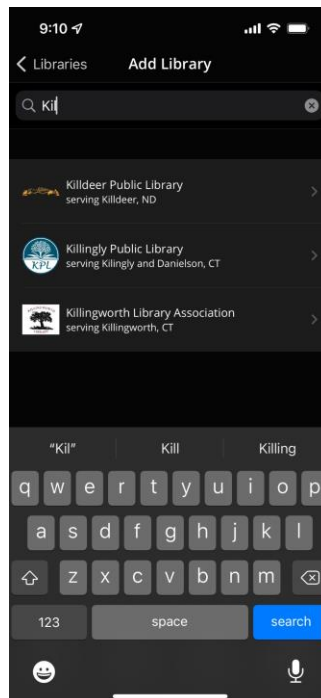 9:10
Libraries
Add Library
Kil
Killdeer Public Library
serving Killdeer, ND
KPL
Killingly Public Library
serving Kilingly and Danielson, CT
Killingworth Library Association
serving Killingworth, CT
"Kil" Kill Killing
q w e r t y u i o p
a s d f g h j k l
z x c v b n m
123 space search